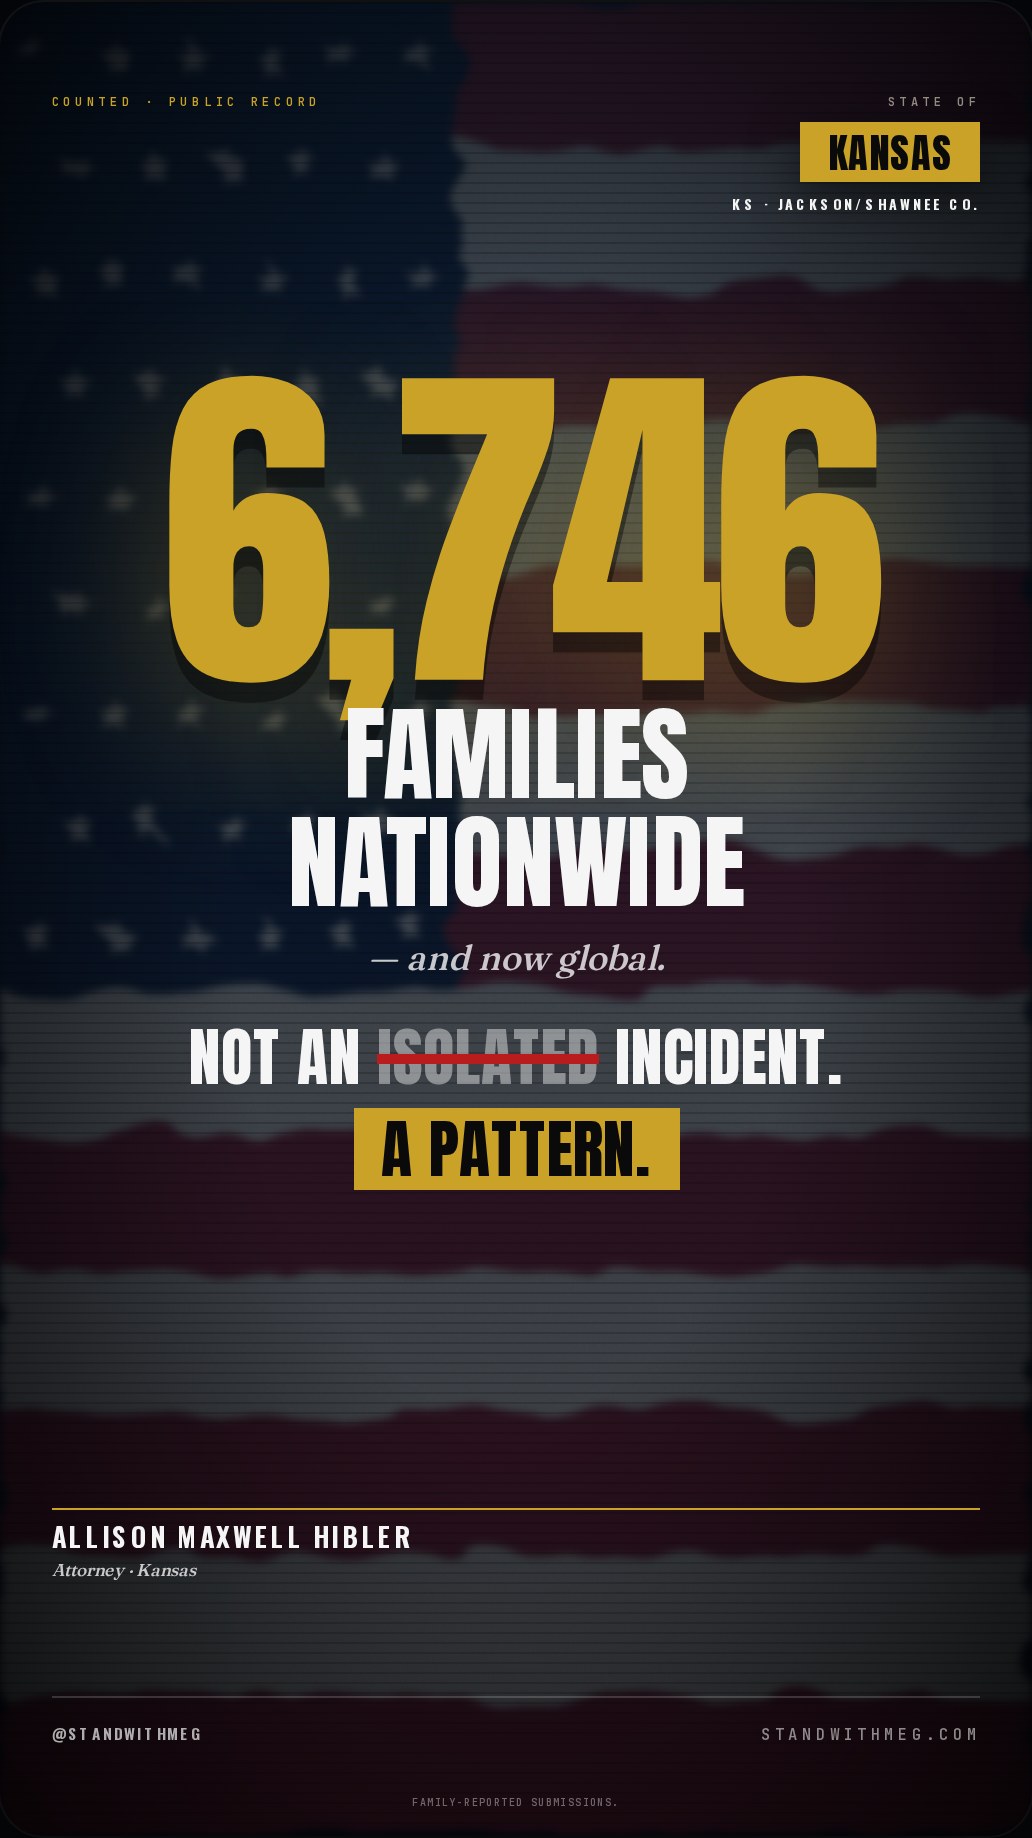 COUNTED · PUBLIC RECORD
STATE OF
KANSAS
KS · JACKSON/SHAWNEE CO.
6,746
FAMILIES
NATIONWIDE
— and now global.
NOT AN ISOLATED INCIDENT.
A PATTERN.
ALLISON MAXWELL HIBLER
Attorney · Kansas
@STANDWITHMEG
STANDWITHMEG.COM
FAMILY-REPORTED SUBMISSIONS.